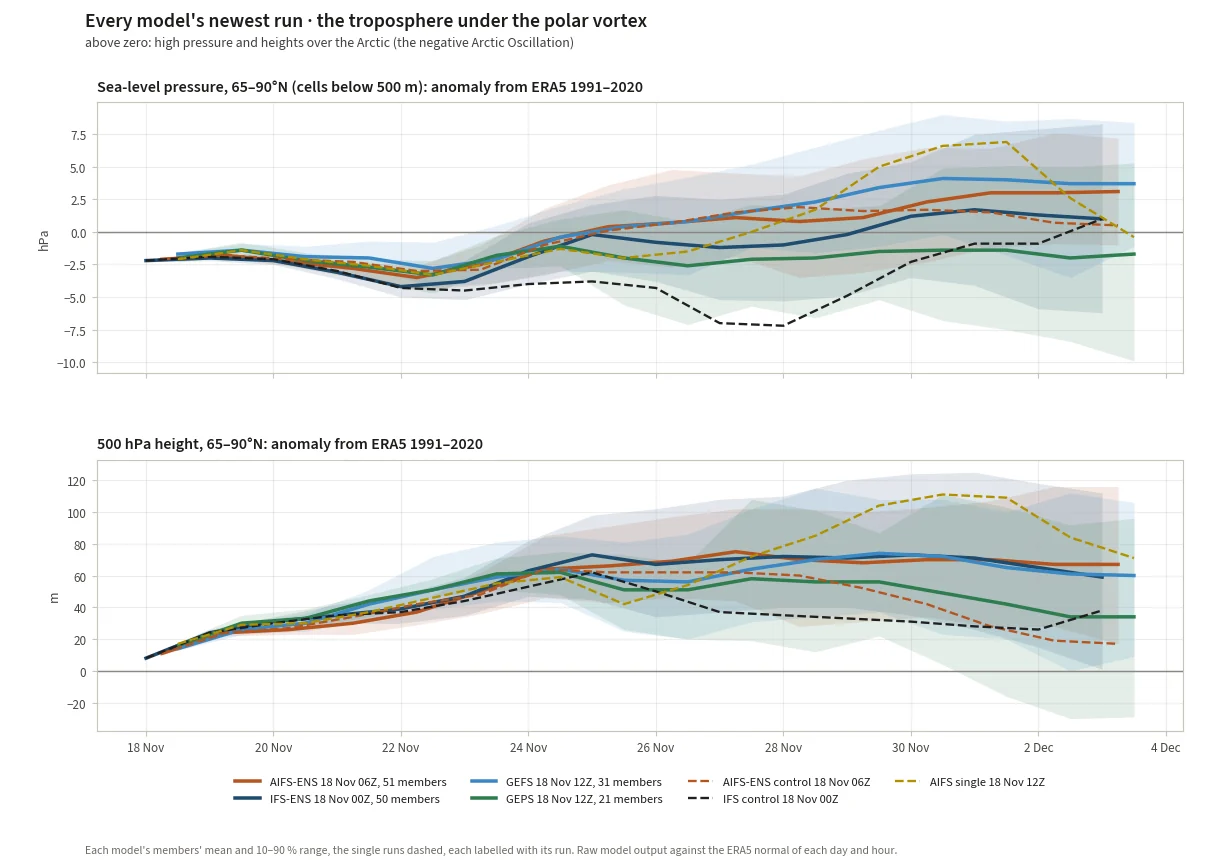 Every model's newest run · the troposphere under the polar vortex
above zero: high pressure and heights over the Arctic (the negative Arctic Oscillation)
Sea-level pressure, 65–90°N (cells below 500 m): anomaly from ERA5 1991–2020
7.5
5.0
2.5
0.0
−2.5
−5.0
−7.5
−10.0
hPa
500 hPa height, 65–90°N: anomaly from ERA5 1991–2020
120
100
80
60
40
20
0
−20
m
18 Nov 20 Nov 22 Nov 24 Nov 26 Nov 28 Nov 30 Nov 2 Dec 4 Dec
AIFS-ENS 18 Nov 06Z, 51 members GEFS 18 Nov 12Z, 31 members AIFS-ENS control 18 Nov 06Z AIFS single 18 Nov 12Z
IFS-ENS 18 Nov 00Z, 50 members GEPS 18 Nov 12Z, 21 members IFS control 18 Nov 00Z
Each model's members' mean and 10–90 % range, the single runs dashed, each labelled with its run. Raw model output against the ERA5 normal of each day and hour.